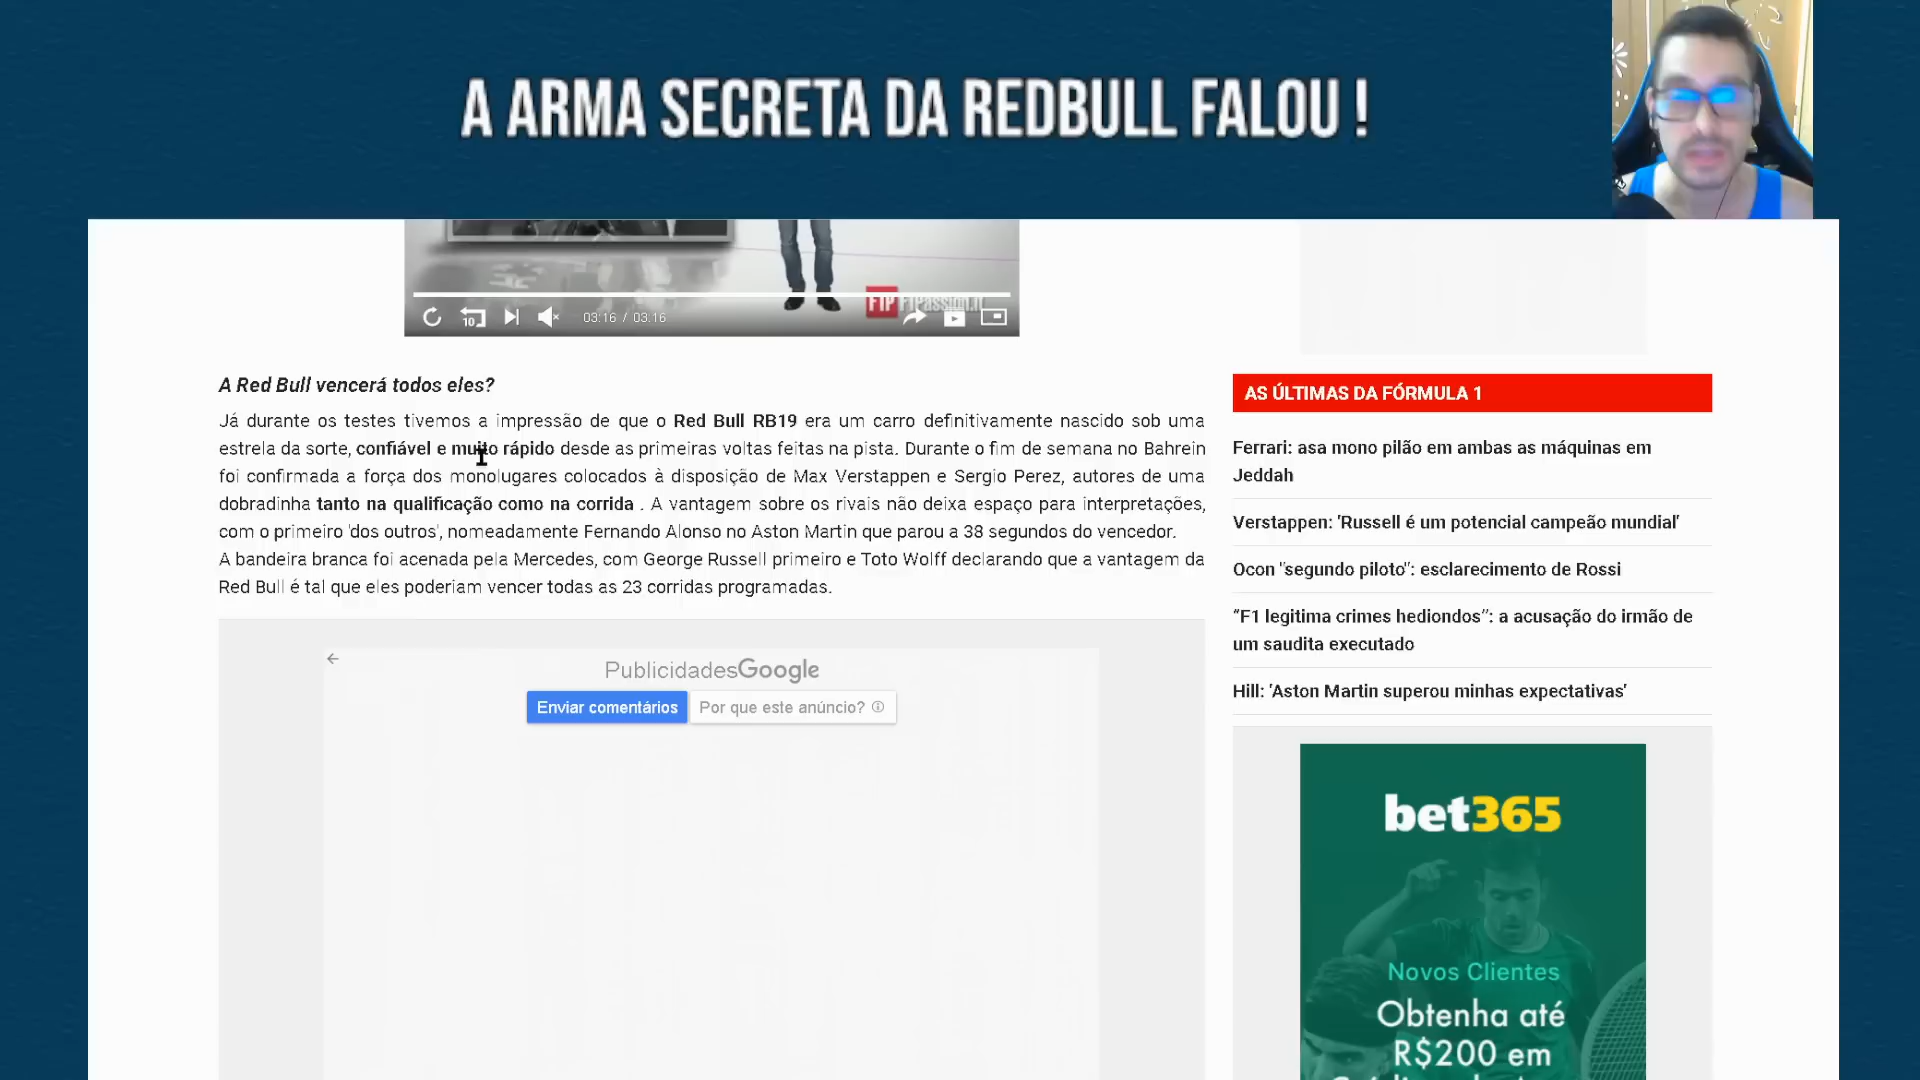 A ARMA SECRETA DA REDBULL FALOU !
FIP F1Passion.it
10
03:16 / 03:16
A Red Bull vencerá todos eles?
Já durante os testes tivemos a impressão de que o Red Bull RB19 era um carro definitivamente nascido sob uma
estrela da sorte, confiável e muito rápido desde as primeiras voltas feitas na pista. Durante o fim de semana no Bahrein
foi confirmada a força dos monolugares colocados à disposição de Max Verstappen e Sergio Perez, autores de uma
dobradinha tanto na qualificação como na corrida . A vantagem sobre os rivais não deixa espaço para interpretações,
com o primeiro 'dos outros', nomeadamente Fernando Alonso no Aston Martin que parou a 38 segundos do vencedor.
A bandeira branca foi acenada pela Mercedes, com George Russell primeiro e Toto Wolff declarando que a vantagem da
Red Bull é tal que eles poderiam vencer todas as 23 corridas programadas.
PublicidadesGoogle
Enviar comentários
Por que este anúncio?
AS ÚLTIMAS DA FÓRMULA 1
Ferrari: asa mono pilão em ambas as máquinas em
Jeddah
Verstappen: 'Russell é um potencial campeão mundial'
Ocon "segundo piloto": esclarecimento de Rossi
“F1 legitima crimes hediondos”: a acusação do irmão de
um saudita executado
Hill: 'Aston Martin superou minhas expectativas'
bet365
Novos Clientes
Obtenha até
R$200 em